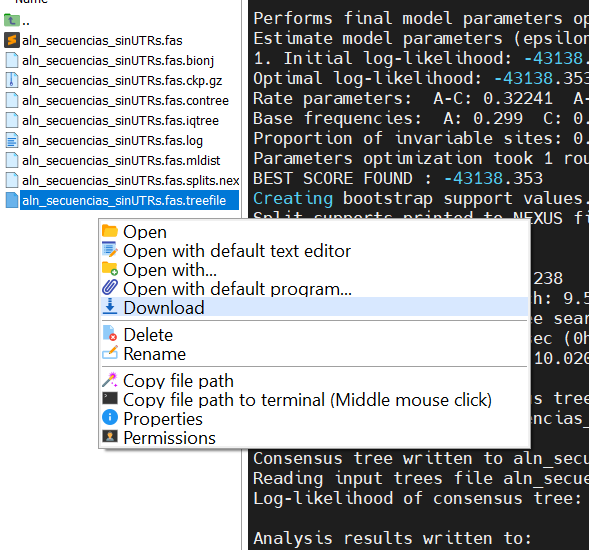 Name
..
aln_secuencias_sinUTRs.fas
aln_secuencias_sinUTRs.fas.bionj
aln_secuencias_sinUTRs.fas.ckp.gz
aln_secuencias_sinUTRs.fas.contree
aln_secuencias_sinUTRs.fas.iqtree
aln_secuencias_sinUTRs.fas.log
aln_secuencias_sinUTRs.fas.mldist
aln_secuencias_sinUTRs.fas.splits.nex
aln_secuencias_sinUTRs.fas.treefile
Open
Open with default text editor
Open with...
Open with default program...
Download
Delete
Rename
Copy file path
Copy file path to terminal (Middle mouse click)
Properties
Permissions
Performs final model parameters op
Estimate model parameters (epsilon
1. Initial log-likelihood: -43138.
Optimal log-likelihood: -43138.353
Rate parameters:  A-C: 0.32241  A-
Base frequencies:  A: 0.299  C: 0.
Proportion of invariable sites: 0.
Parameters optimization took 1 rou
BEST SCORE FOUND : -43138.353
Creating bootstrap support values.
Split supports printed to NEXUS fi
238
h: 9.5
e sear
sec (0h
10.020
us tree
encias_
Consensus tree written to aln_secu
Reading input trees file aln_secue
Log-likelihood of consensus tree:
Analysis results written to: